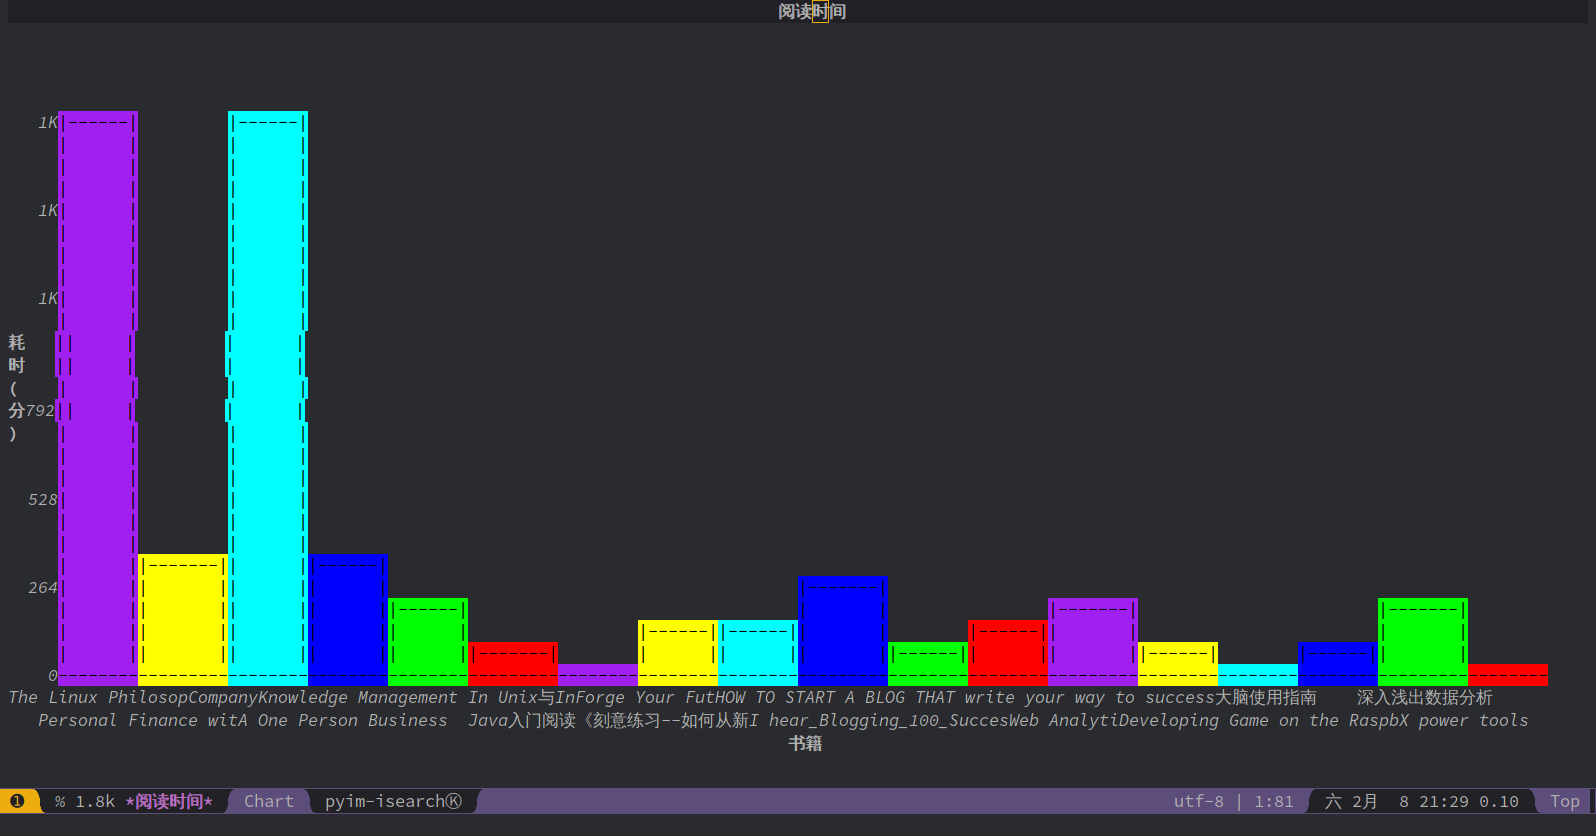 阅读时间
1K
1K
1K
耗
时
(
分792
)
528
264
0
The Linux PhilosopCompanyKnowledge Management In Unix与InForge Your FutHOW TO START A BLOG THAT write your way to success大脑使用指南 深入浅出数据分析
Personal Finance witA One Person Business Java入门阅读《刻意练习--如何从新I hear_Blogging_100_SuccesWeb AnalytiDeveloping Game on the RaspbX power tools
书籍
❶ % 1.8k *阅读时间* Chart pyim-isearchⓀ utf-8 | 1:81 六 2月 8 21:29 0.10 Top